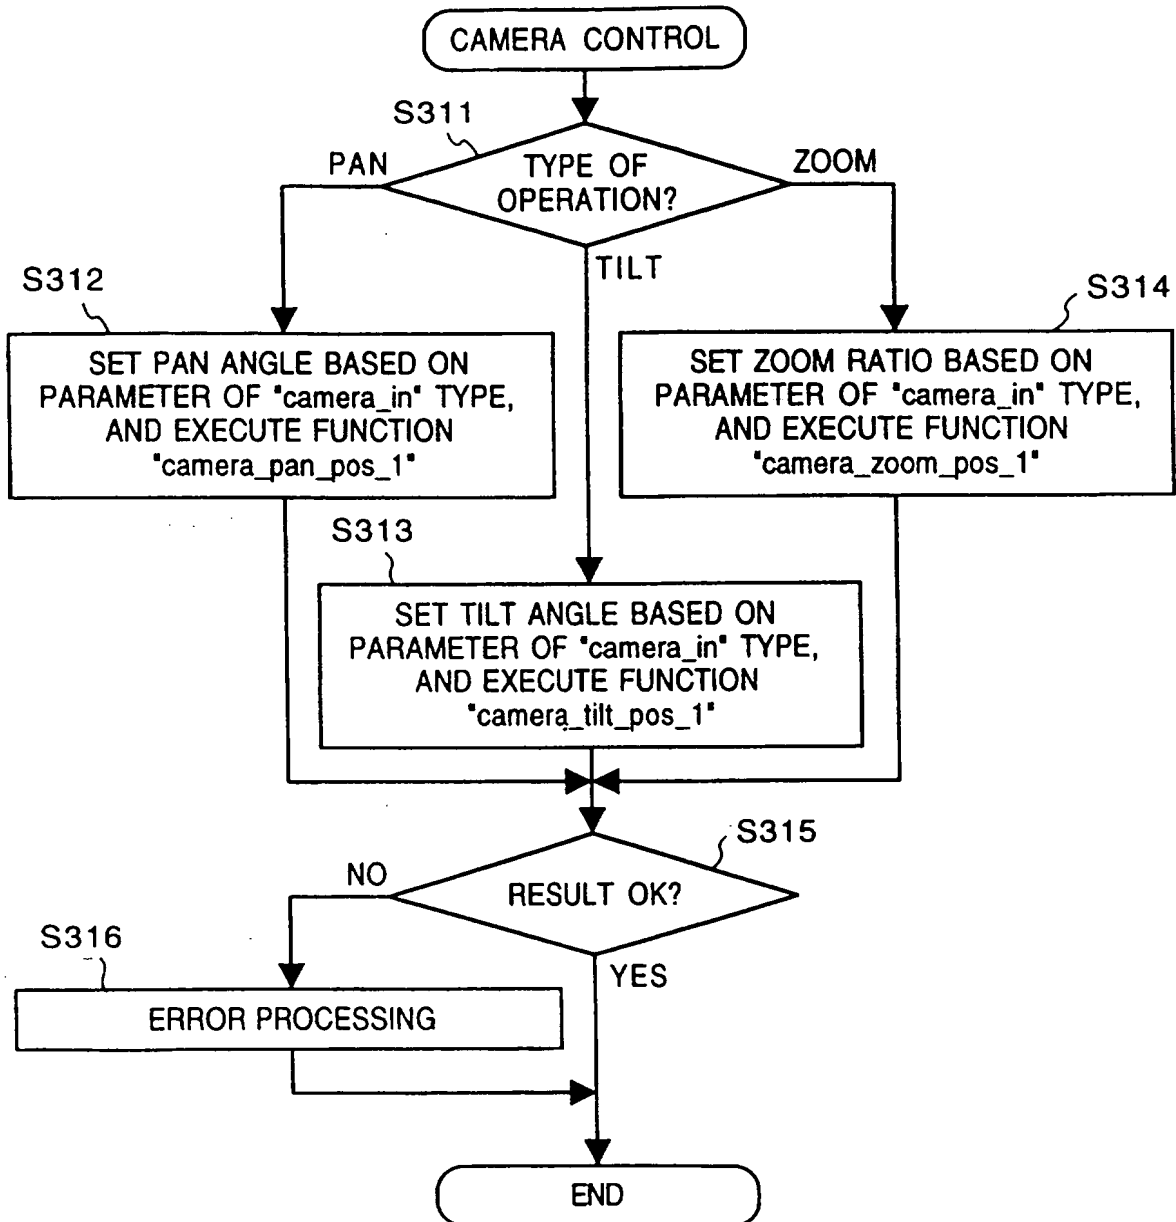 CAMERA CONTROL
S311
PAN
TYPE OF
OPERATION?
ZOOM
TILT
S312
SET PAN ANGLE BASED ON
PARAMETER OF "camera_in" TYPE,
AND EXECUTE FUNCTION
"camera_pan_pos_1"
S314
SET ZOOM RATIO BASED ON
PARAMETER OF "camera_in" TYPE,
AND EXECUTE FUNCTION
"camera_zoom_pos_1"
S313
SET TILT ANGLE BASED ON
PARAMETER OF "camera_in" TYPE,
AND EXECUTE FUNCTION
"camera_tilt_pos_1"
S315
NO
RESULT OK?
YES
S316
ERROR PROCESSING
END